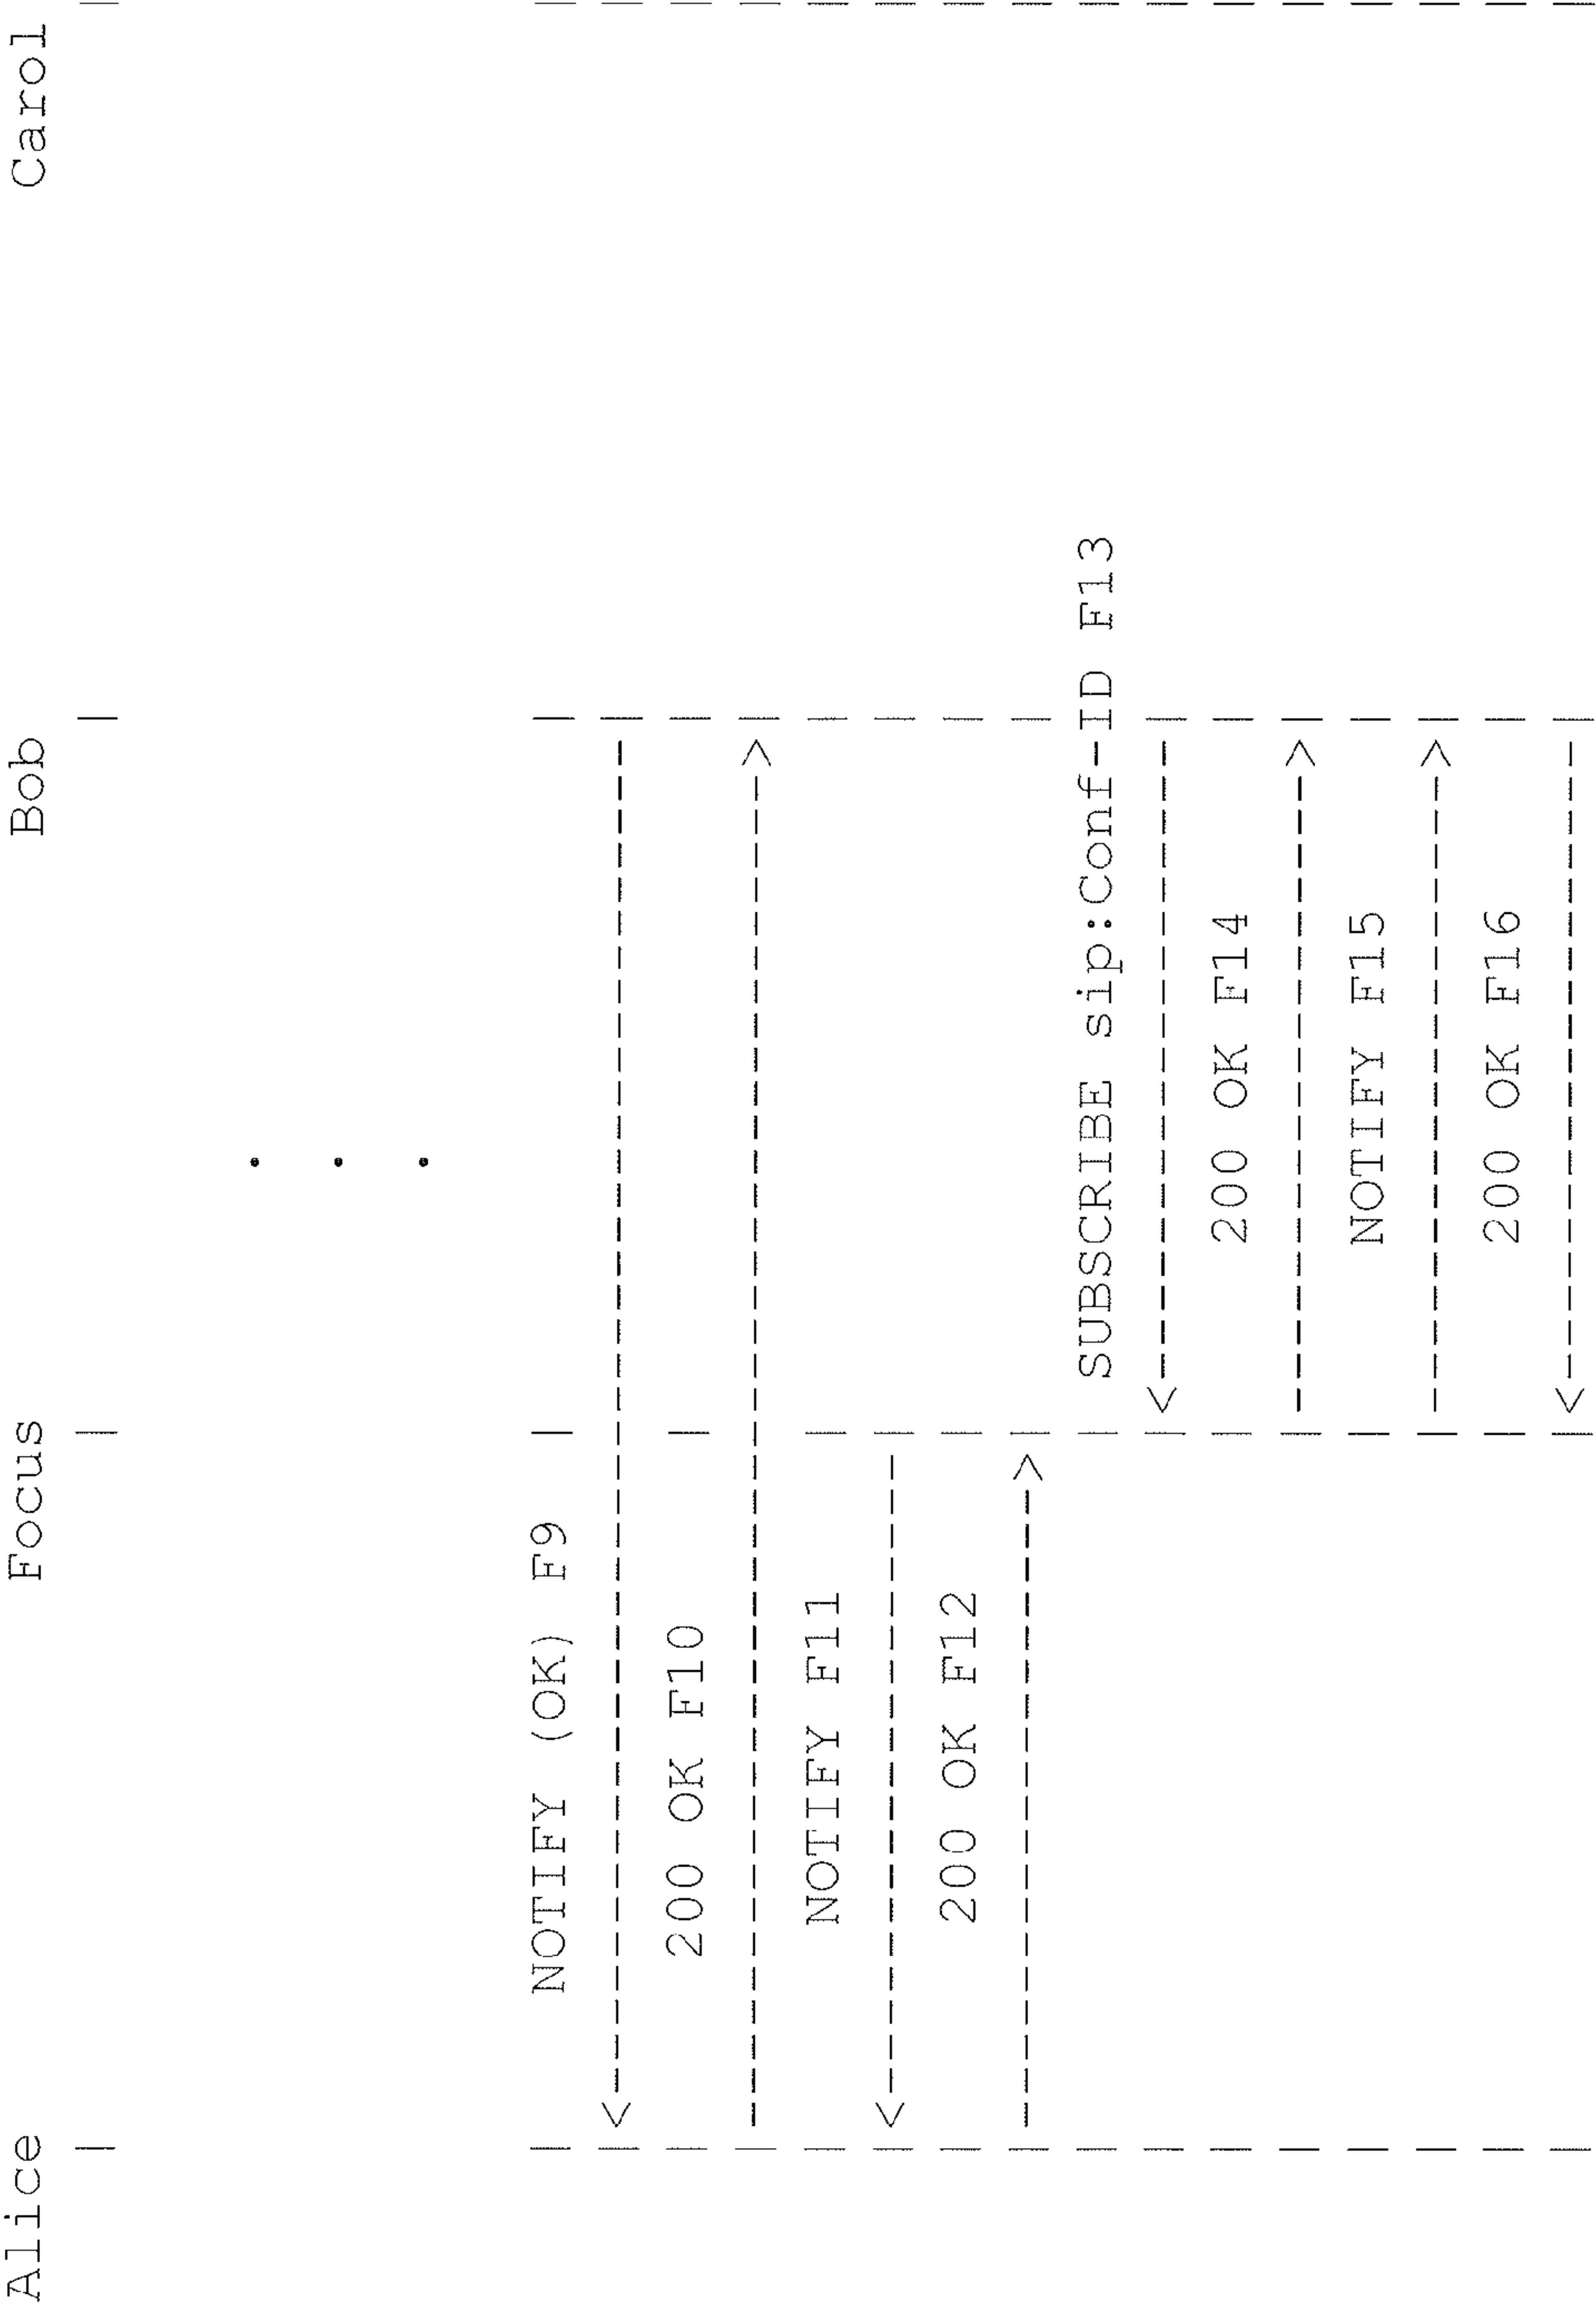 Alice Focus Bob Carol
| | | |
. . .
| NOTIFY (OK) F9 | | |
|<----------------------------------------| |
| 200 OK F10 | | |
|---------------------------------------->| |
| NOTIFY F11 | | |
|<-------------------| | |
| 200 OK F12 | | |
|------------------->| | |
| | SUBSCRIBE sip:Conf-ID F13 |
| |<-------------------| |
| | 200 OK F14 | |
| |------------------->| |
| | NOTIFY F15 | |
| |------------------->| |
| | 200 OK F16 | |
| |<-------------------| |